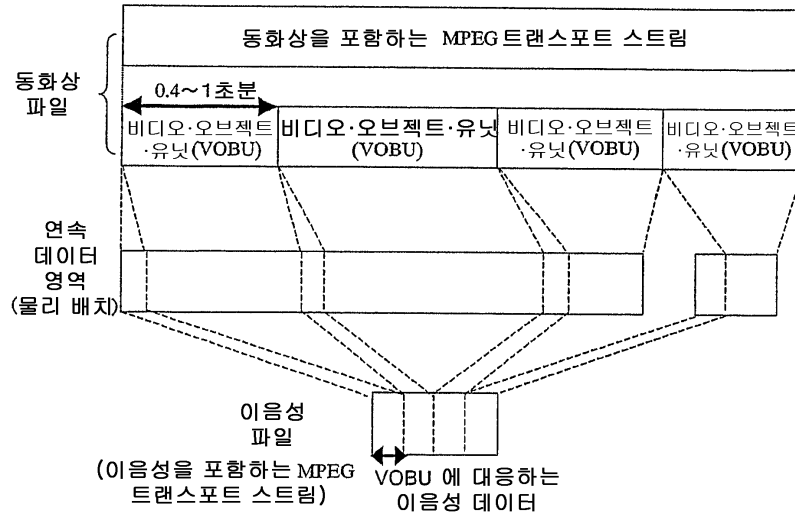 동화상을 포함하는 MPEG 트랜스포트 스트림
동화상
파일
0.4～1초분
비디오·오브젝트
·유닛(VOBU)
비디오·오브젝트·유닛
(VOBU)
비디오·오브젝트
·유닛(VOBU)
비디오·오브젝트
·유닛(VOBU)
연속
데이터
영역
(물리 배치)
이음성
파일
(이음성을 포함하는 MPEG
트랜스포트 스트림)
VOBU 에 대응하는
이음성 데이터